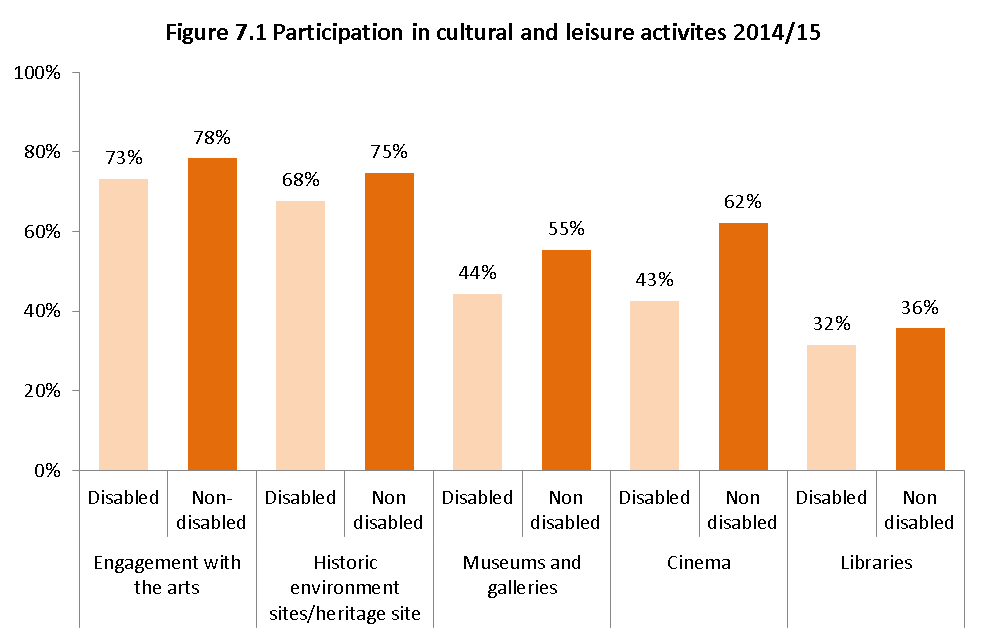 Figure 7.1 Participation in cultural and leisure activites 2014/15
100%
80%
60%
40%
20%
0%
73%
78%
68%
75%
44%
55%
43%
62%
32%
36%
Disabled
Non-
disabled
Disabled
Non
disabled
Disabled
Non
disabled
Disabled
Non
disabled
Disabled
Non
disabled
Engagement with
the arts
Historic
environment
sites/heritage site
Museums and
galleries
Cinema
Libraries